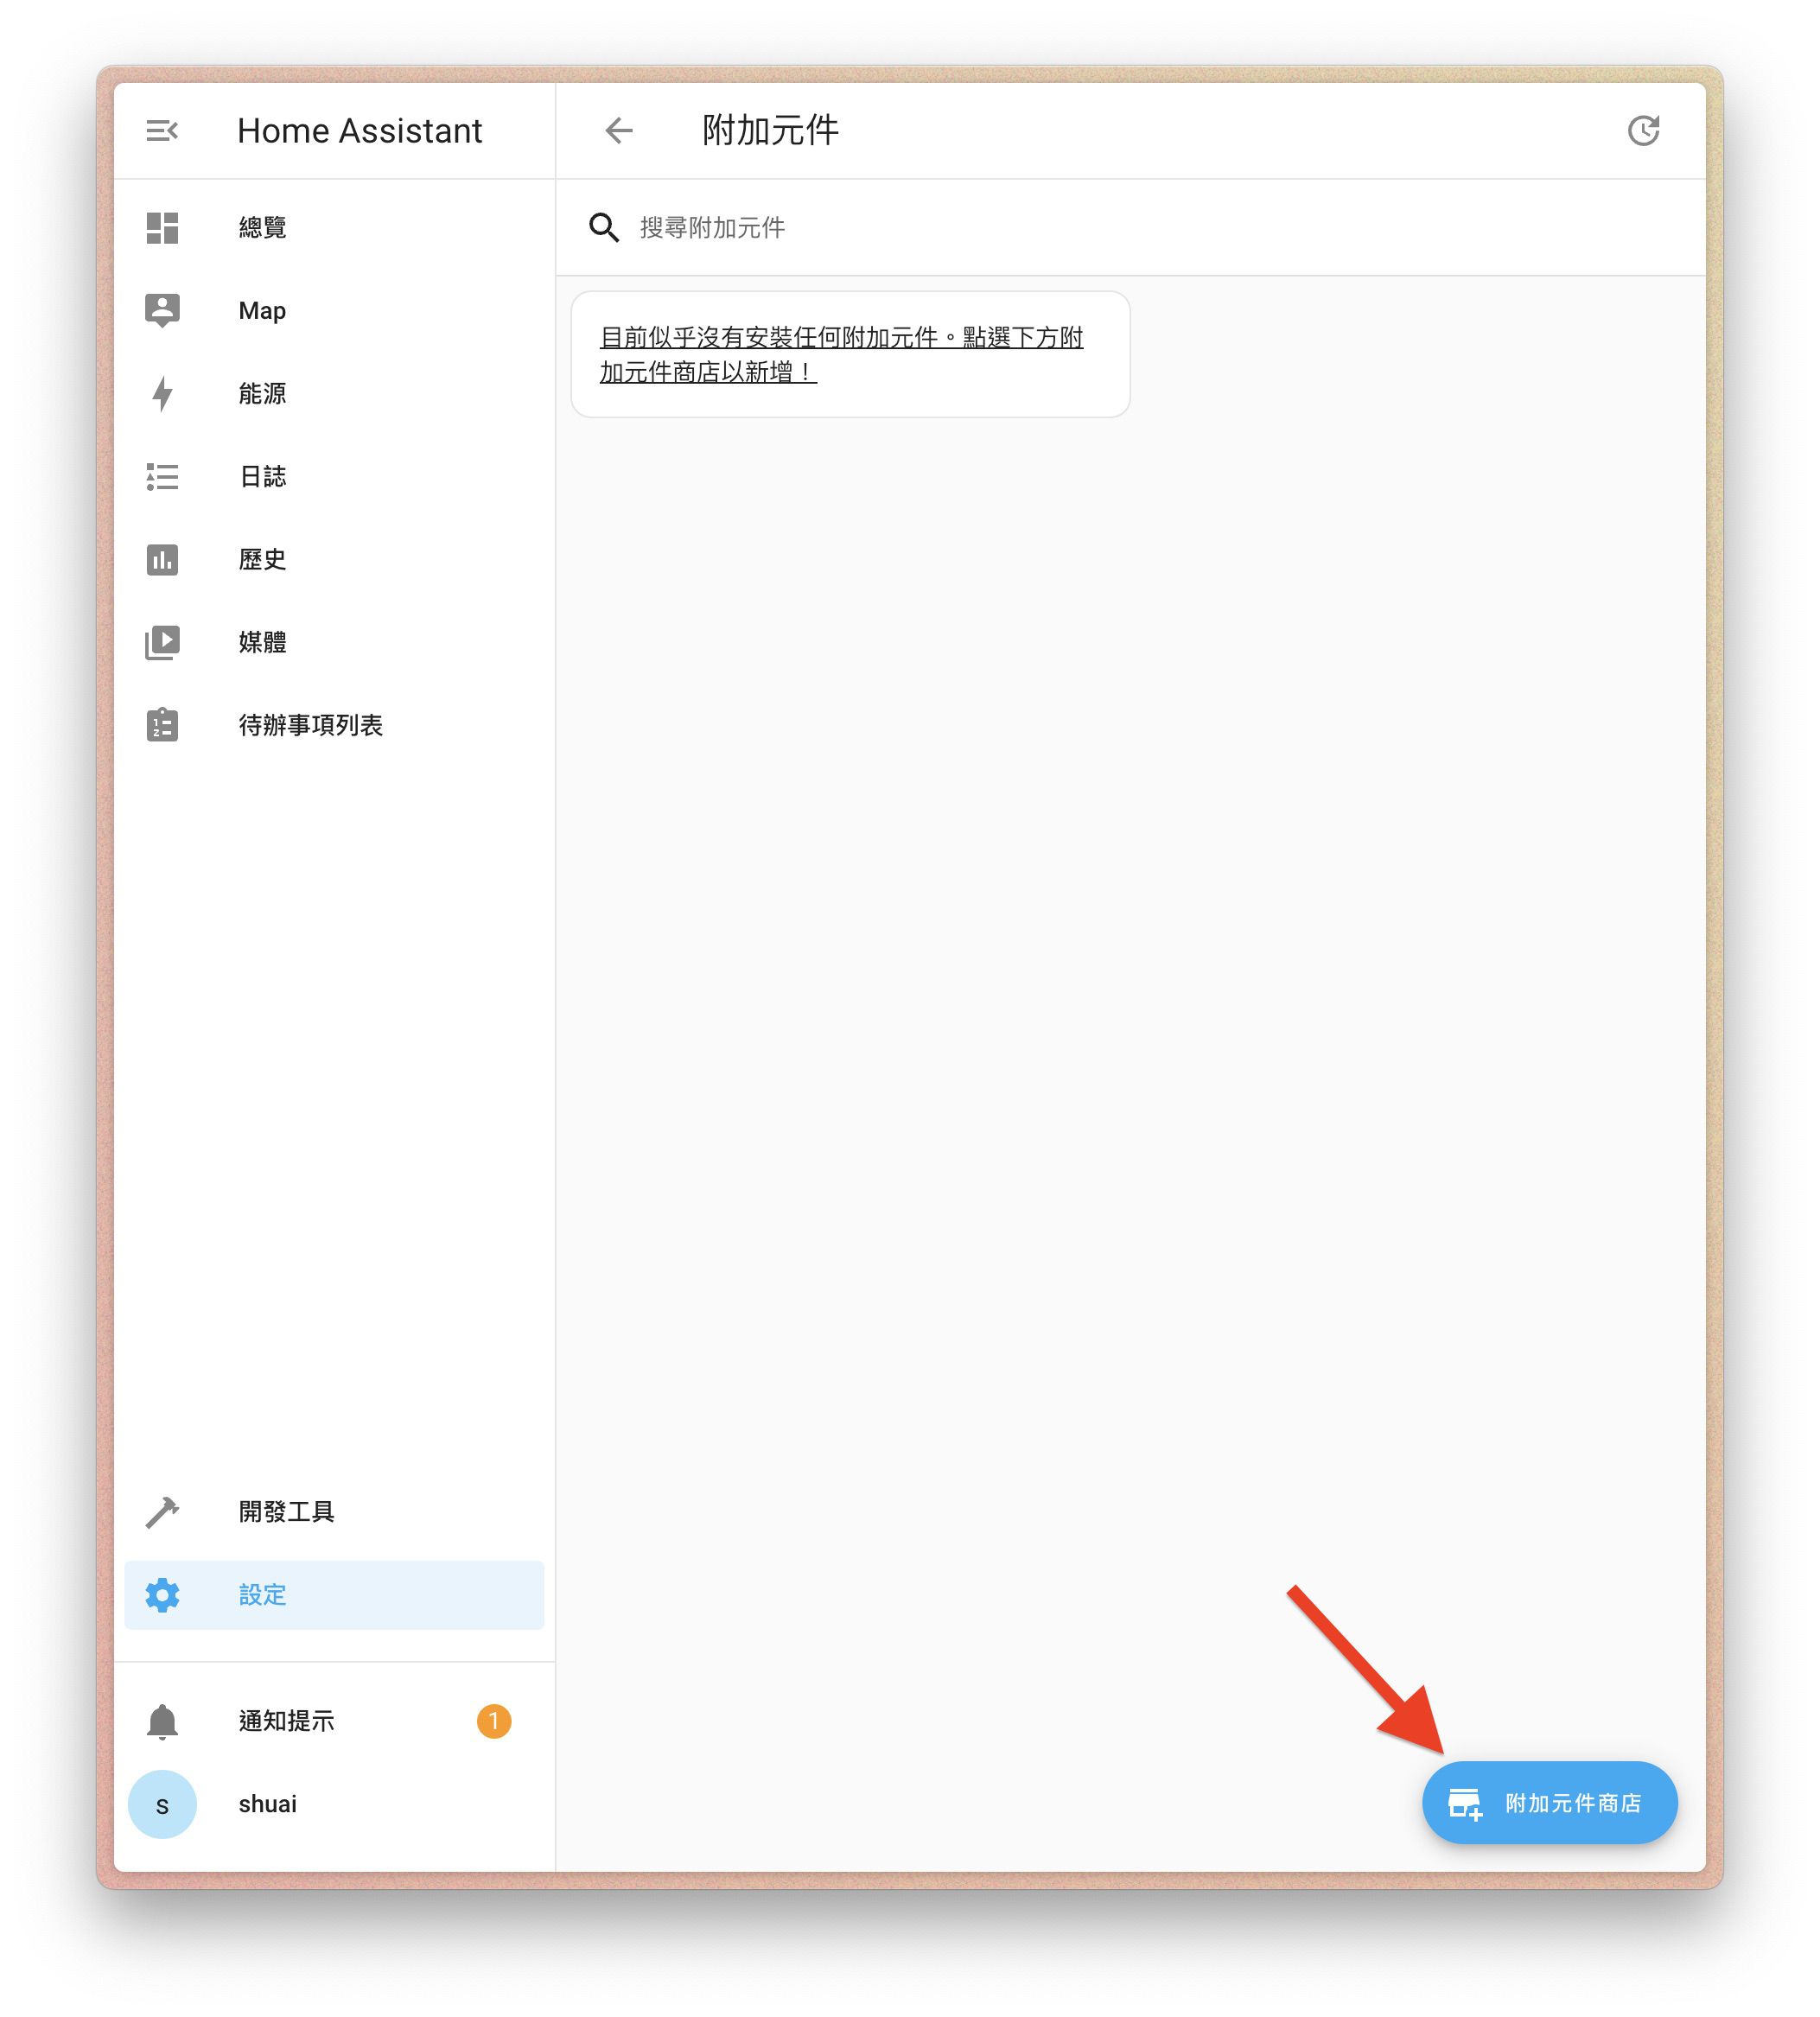 Home Assistant
總覽
Map
能源
日誌
歷史
媒體
待辦事項列表
開發工具
設定
通知提示
1
s
shuai
附加元件
搜尋附加元件
目前似乎沒有安裝任何附加元件。點選下方附
加元件商店以新增！
附加元件商店